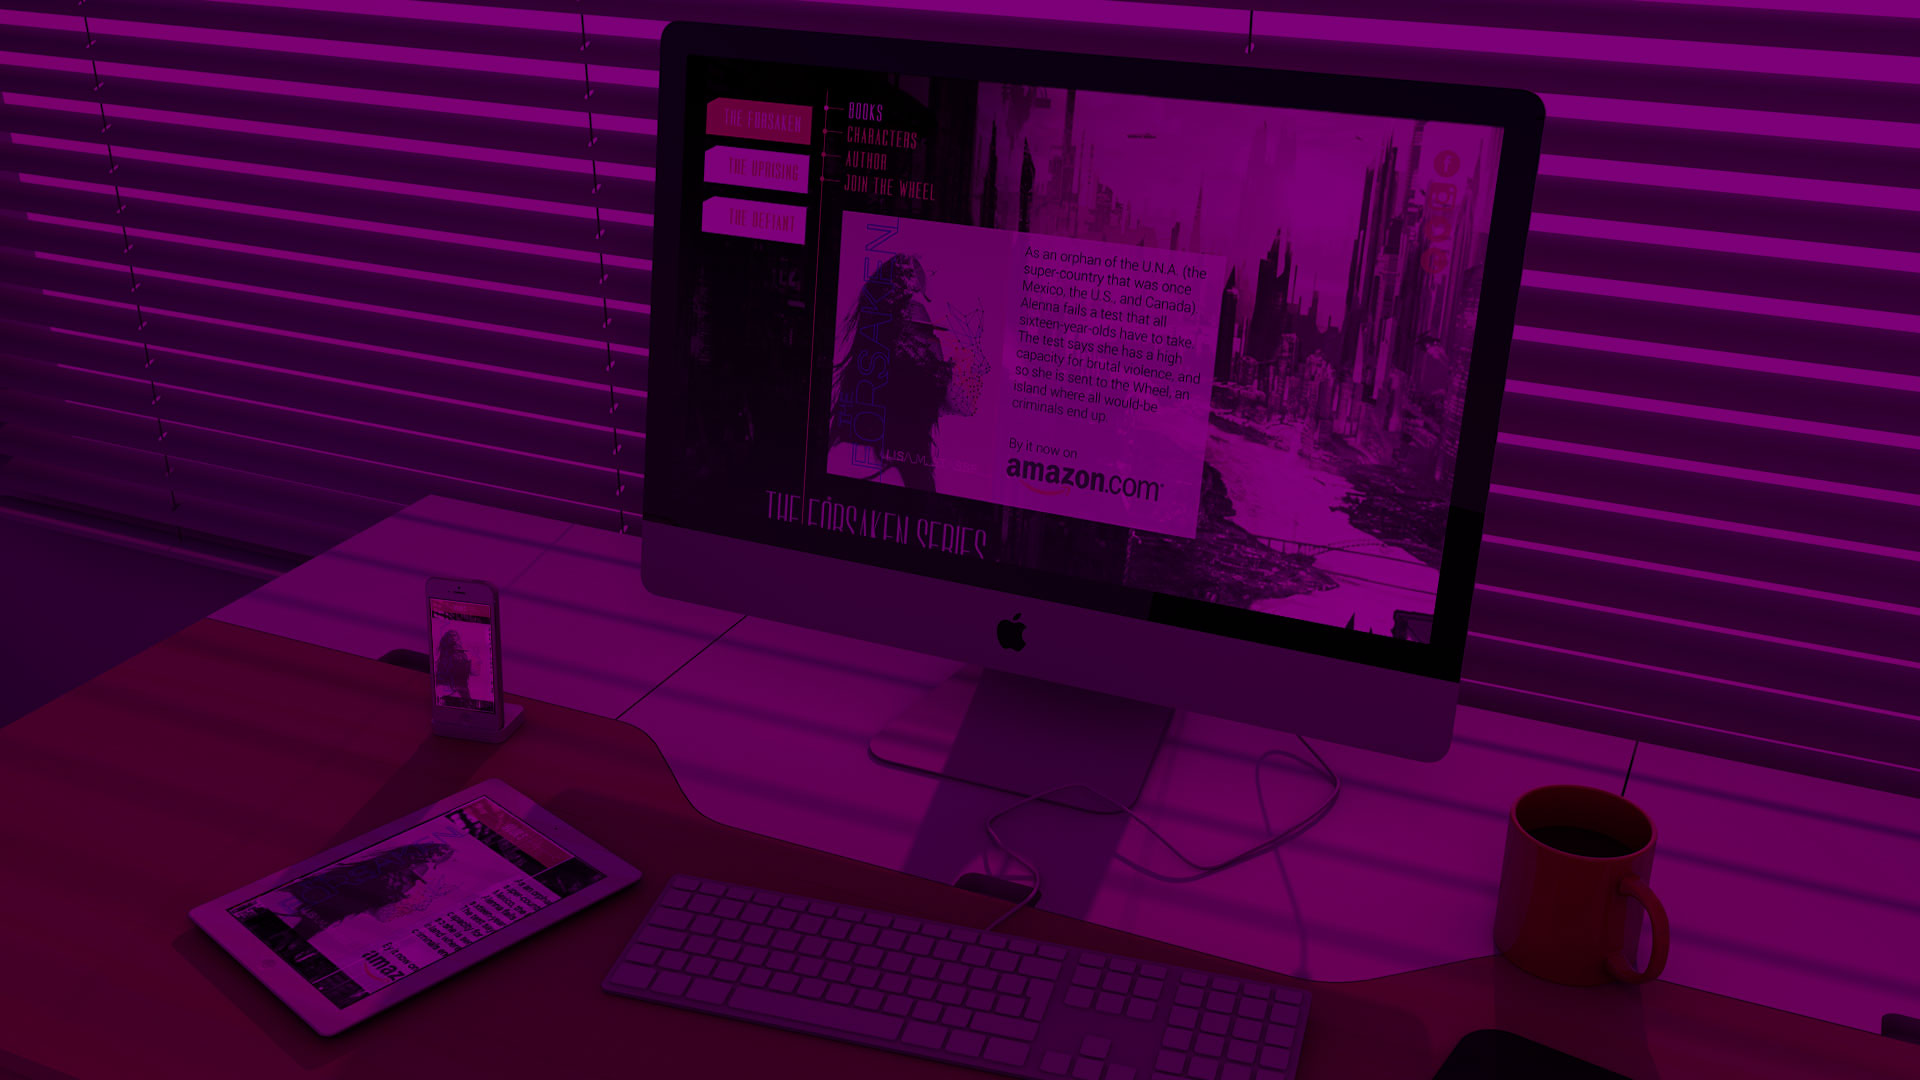 THE FORSAKEN
THE UPRISING
THE DEFIANT
BOOKS
CHARACTERS
AUTHOR
JOIN THE WHEEL
THE
FORSAKEN
As an orphan of the U.N.A. (the
super-country that was once
Mexico, the U.S., and Canada).
Alenna fails a test that all
sixteen-year-olds have to take.
The test says she has a high
capacity for brutal violence, and
so she is sent to the Wheel, an
island where all would-be
criminals end up.
By it now on
amazon.com
THE FORSAKEN SERIES